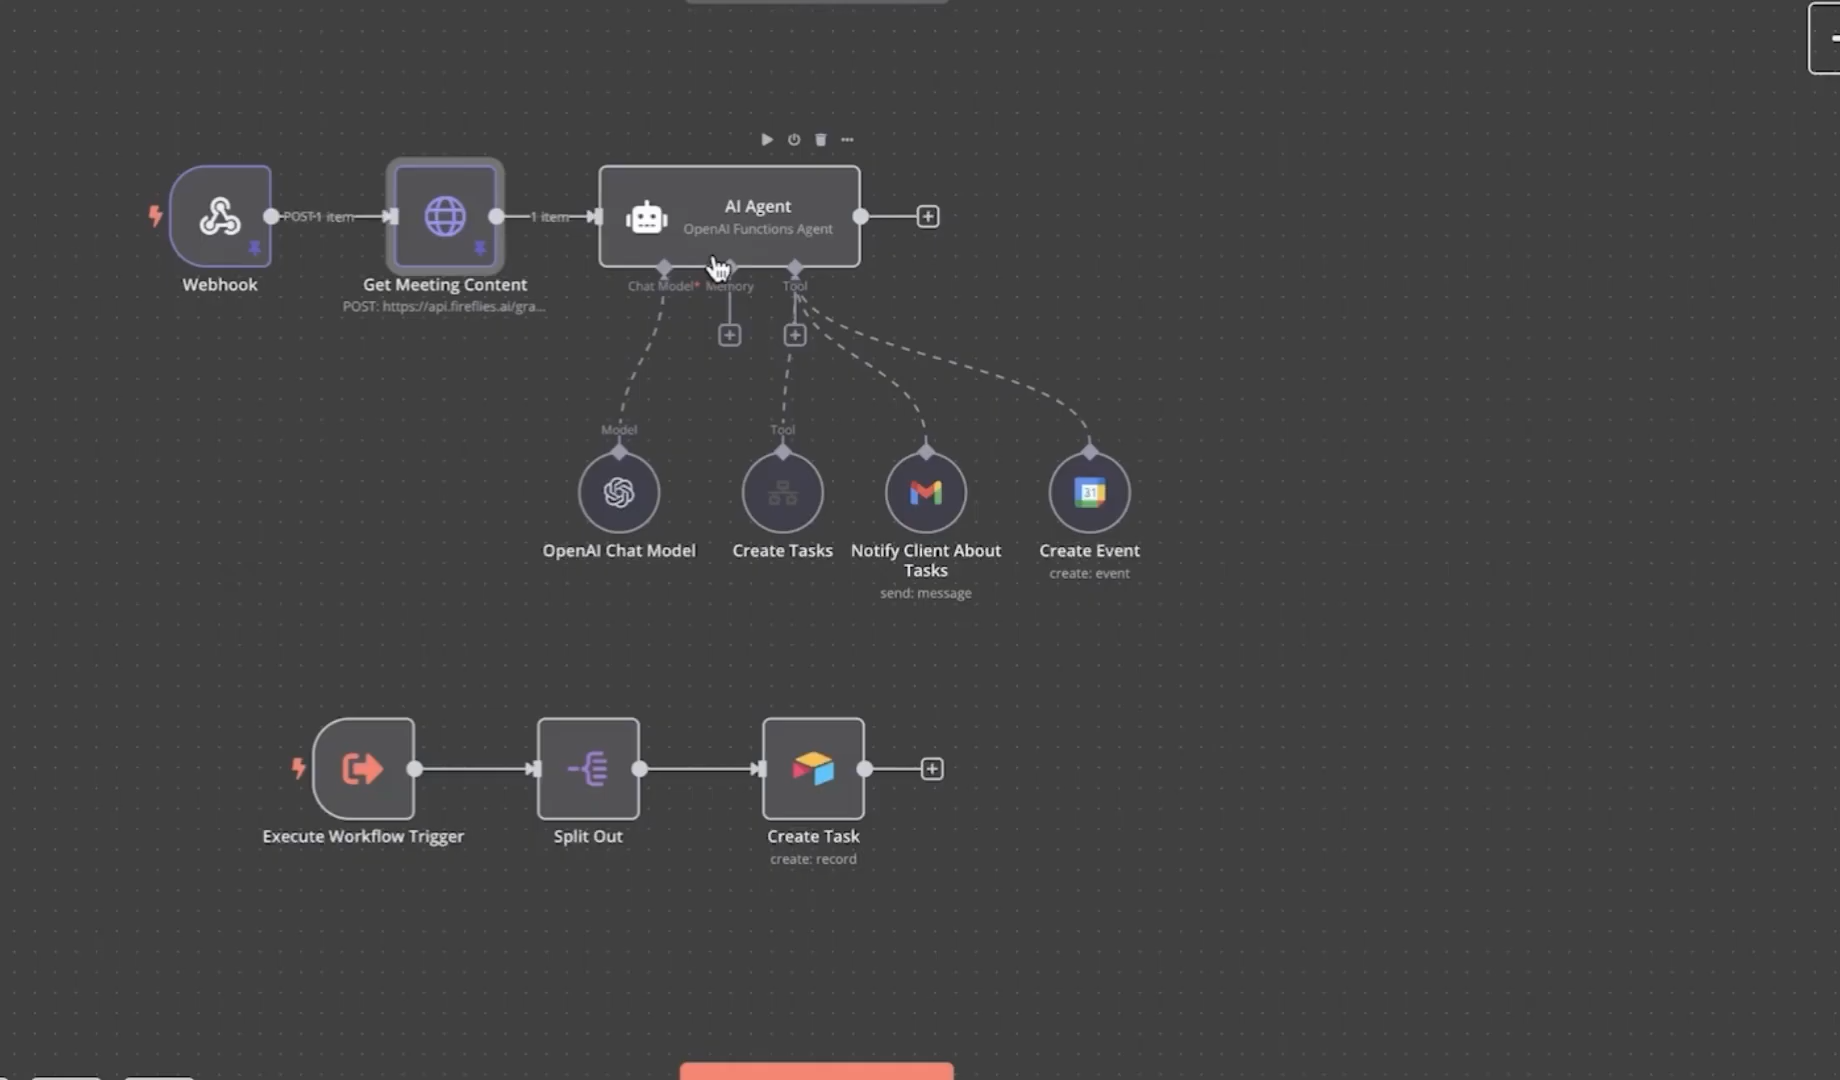 POST
1 item
1 item
AI Agent
OpenAI Functions Agent
Webhook
Get Meeting Content
POST: https://api.fireflies.ai/gra...
Chat Model*
Memory
Tool
Model
Tool
31
OpenAI Chat Model
Create Tasks
Notify Client About
Tasks
send: message
Create Event
create: event
Execute Workflow Trigger
Split Out
Create Task
create: record